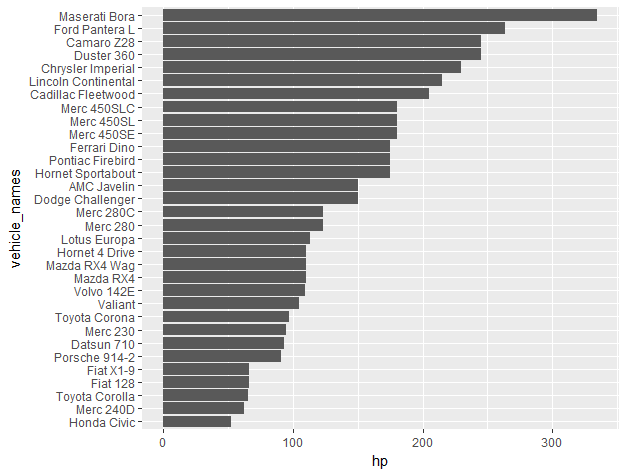 Maserati Bora
Ford Pantera L
Camaro Z28
Duster 360
Chrysler Imperial
Lincoln Continental
Cadillac Fleetwood
Merc 450SLC
Merc 450SL
Merc 450SE
Ferrari Dino
Pontiac Firebird
Hornet Sportabout
AMC Javelin
Dodge Challenger
Merc 280C
Merc 280
Lotus Europa
Hornet 4 Drive
Mazda RX4 Wag
Mazda RX4
Volvo 142E
Valiant
Toyota Corona
Merc 230
Datsun 710
Porsche 914-2
Fiat X1-9
Fiat 128
Toyota Corolla
Merc 240D
Honda Civic
vehicle_names
0 100 200 300
hp